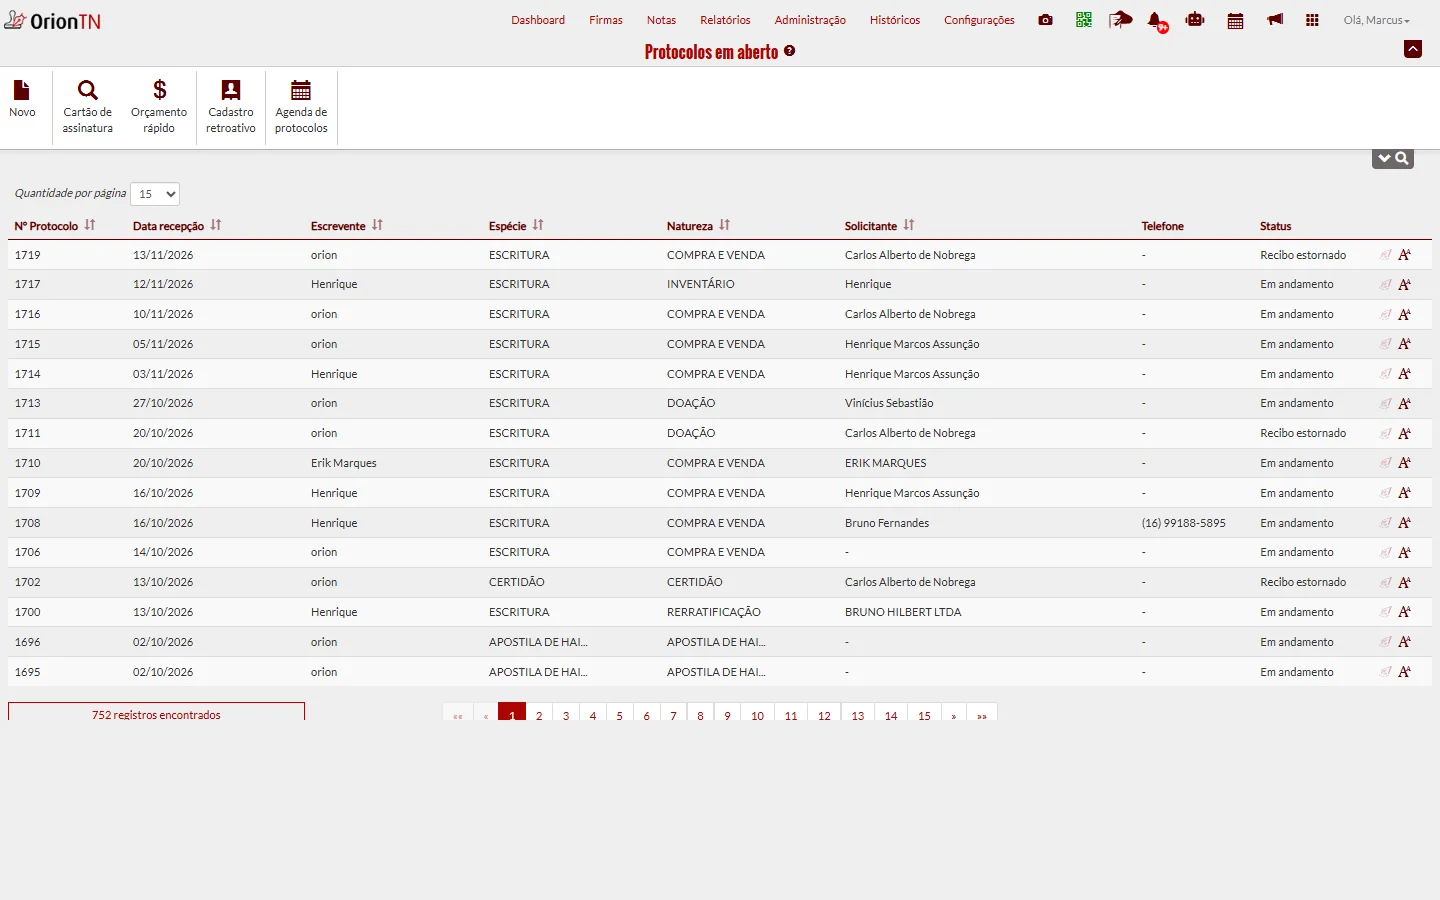 OrionTN
Dashboard Firmas Notas Relatórios Administração Históricos Configurações 9+ Olá, Marcus
Protocolos em aberto ?
Novo
Cartão de assinatura
Orçamento rápido
Cadastro retroativo
Agenda de protocolos
Quantidade por página 15
Nº Protocolo Data recepção Escrevente Espécie Natureza Solicitante Telefone Status
1719 13/11/2026 orion ESCRITURA COMPRA E VENDA Carlos Alberto de Nobrega - Recibo estornado
1717 12/11/2026 Henrique ESCRITURA INVENTÁRIO Henrique - Em andamento
1716 10/11/2026 orion ESCRITURA COMPRA E VENDA Carlos Alberto de Nobrega - Em andamento
1715 05/11/2026 orion ESCRITURA COMPRA E VENDA Henrique Marcos Assunção - Em andamento
1714 03/11/2026 Henrique ESCRITURA COMPRA E VENDA Henrique Marcos Assunção - Em andamento
1713 27/10/2026 orion ESCRITURA DOAÇÃO Vinícius Sebastião - Em andamento
1711 20/10/2026 orion ESCRITURA DOAÇÃO Carlos Alberto de Nobrega - Recibo estornado
1710 20/10/2026 Erik Marques ESCRITURA COMPRA E VENDA ERIK MARQUES - Em andamento
1709 16/10/2026 Henrique ESCRITURA COMPRA E VENDA Henrique Marcos Assunção - Em andamento
1708 16/10/2026 Henrique ESCRITURA COMPRA E VENDA Bruno Fernandes (16) 99188-5895 Em andamento
1706 14/10/2026 orion ESCRITURA COMPRA E VENDA - - Em andamento
1702 13/10/2026 orion CERTIDÃO CERTIDÃO Carlos Alberto de Nobrega - Recibo estornado
1700 13/10/2026 Henrique ESCRITURA RERRATIFICAÇÃO BRUNO HILBERT LTDA - Em andamento
1696 02/10/2026 orion APOSTILA DE HAI... APOSTILA DE HAI... - - Em andamento
1695 02/10/2026 orion APOSTILA DE HAI... APOSTILA DE HAI... - - Em andamento
752 registros encontrados
«« « 1 2 3 4 5 6 7 8 9 10 11 12 13 14 15 » »»